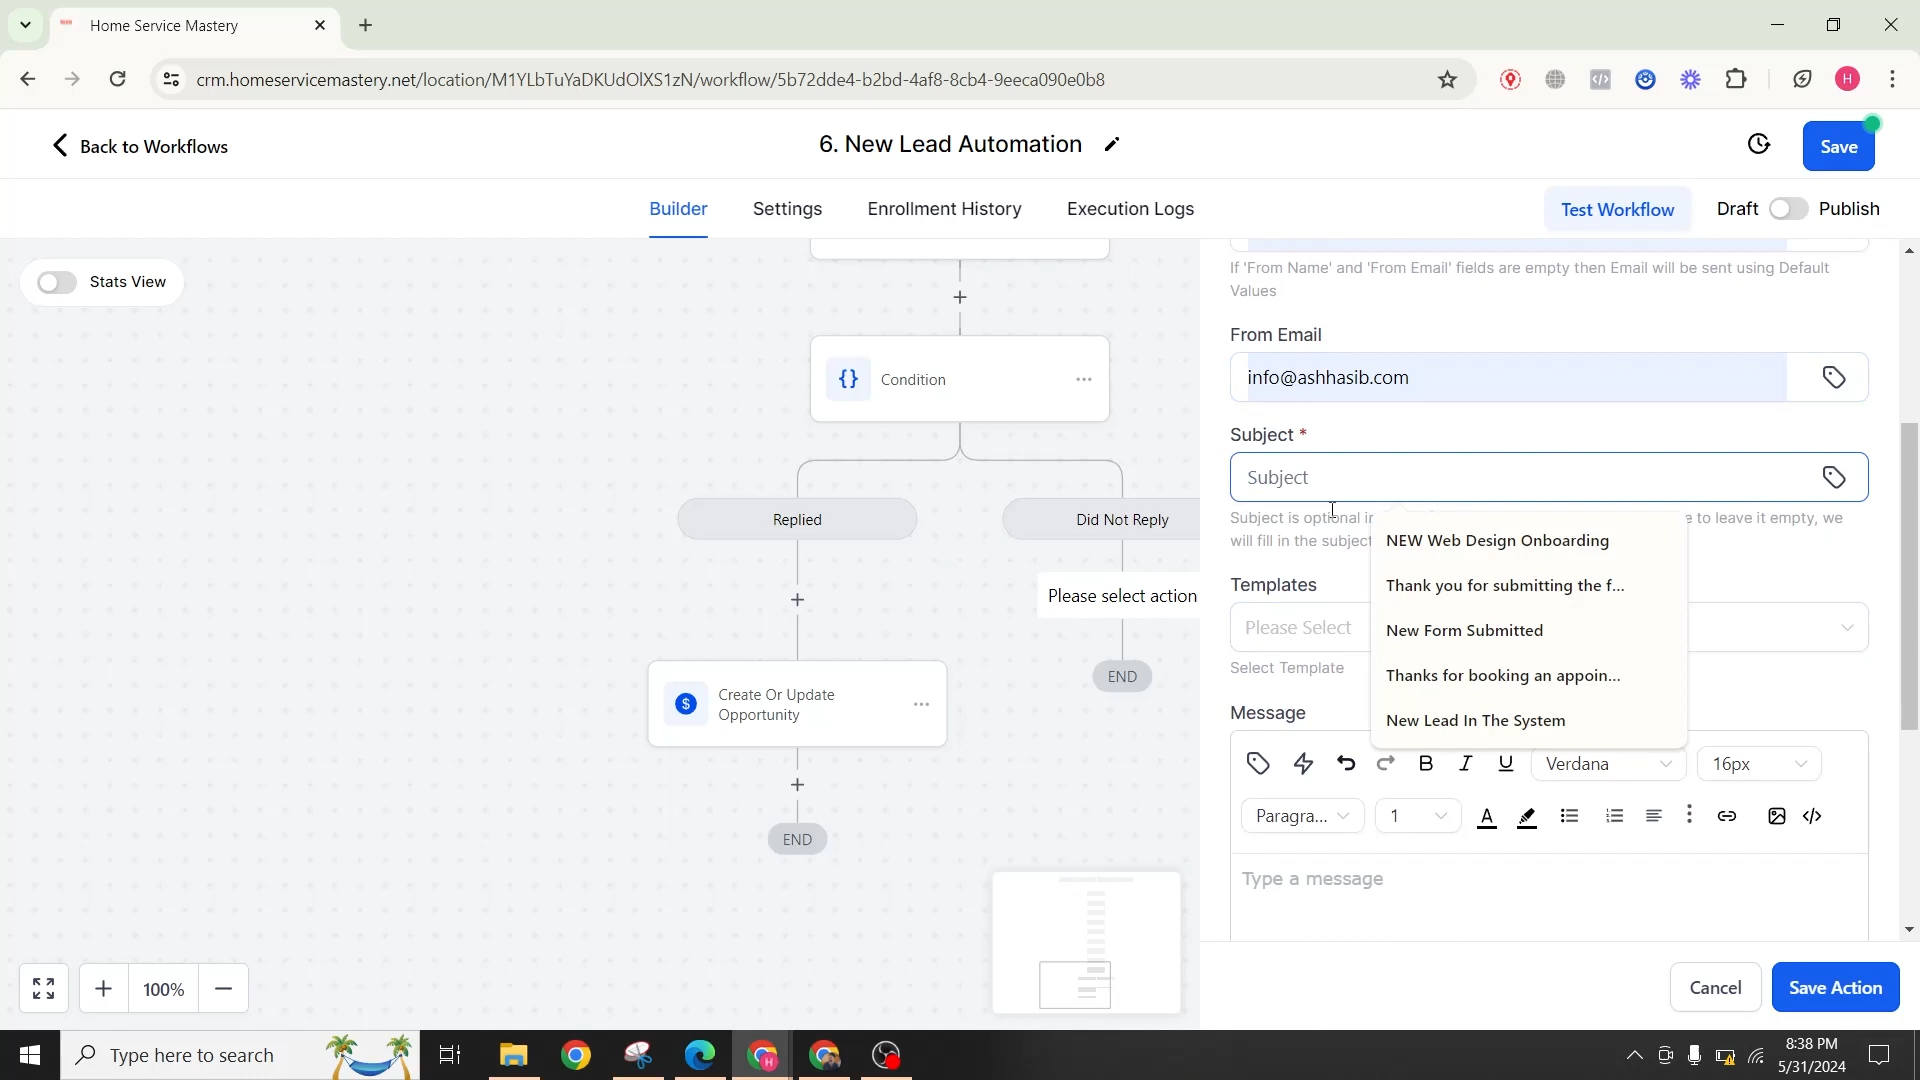 Home Service Mastery
crm.homeservicemastery.net/location/M1YLbTuYaDKUdOlXS1zN/workflow/5b72dde4-b2bd-4af8-8cb4-9eeca090e0b8
H
Back to Workflows
6. New Lead Automation
Save
Builder
Settings
Enrollment History
Execution Logs
Test Workflow
Draft
Publish
Stats View
Condition
Replied
Did Not Reply
Please select action
END
Create Or Update
Opportunity
END
100%
If 'From Name' and 'From Email' fields are empty then Email will be sent using Default
Values
From Email
info@ashhasib.com
Subject *
Subject
Subject is optional in
e to leave it empty, we
will fill in the subject
NEW Web Design Onboarding
Thank you for submitting the f...
New Form Submitted
Thanks for booking an appoin...
New Lead In The System
Templates
Please Select
Select Template
Message
Verdana
16px
Paragra...
1
Type a message
Cancel
Save Action
Type here to search
8:38 PM
5/31/2024